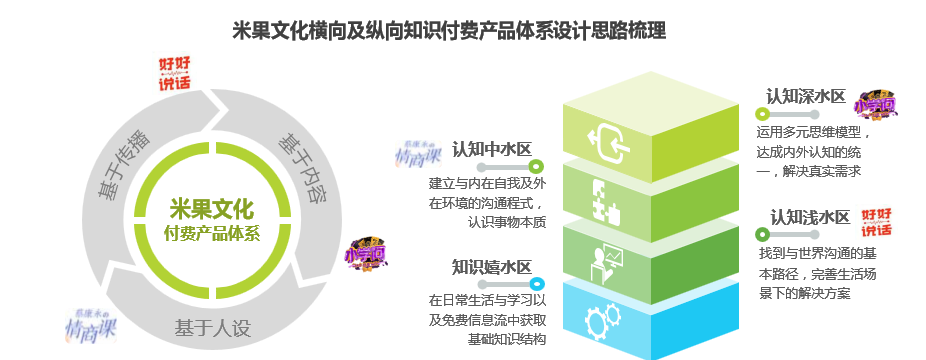 米果文化横向及纵向知识付费产品体系设计思路梳理
好好
说话
基于传播
基于内容
米果文化
付费产品体系
小学问
基于人设
蔡康永の
情商课
蔡康永の
情商课
认知中水区
建立与内在自我及外
在环境的沟通程式，
认识事物本质
知识嬉水区
在日常生活与学习以
及免费信息流中获取
基础知识结构
认知深水区
小学问
运用多元思维模型，
达成内外认知的统
一，解决真实需求
认知浅水区
好好
说话
找到与世界沟通的基
本路径，完善生活场
景下的解决方案